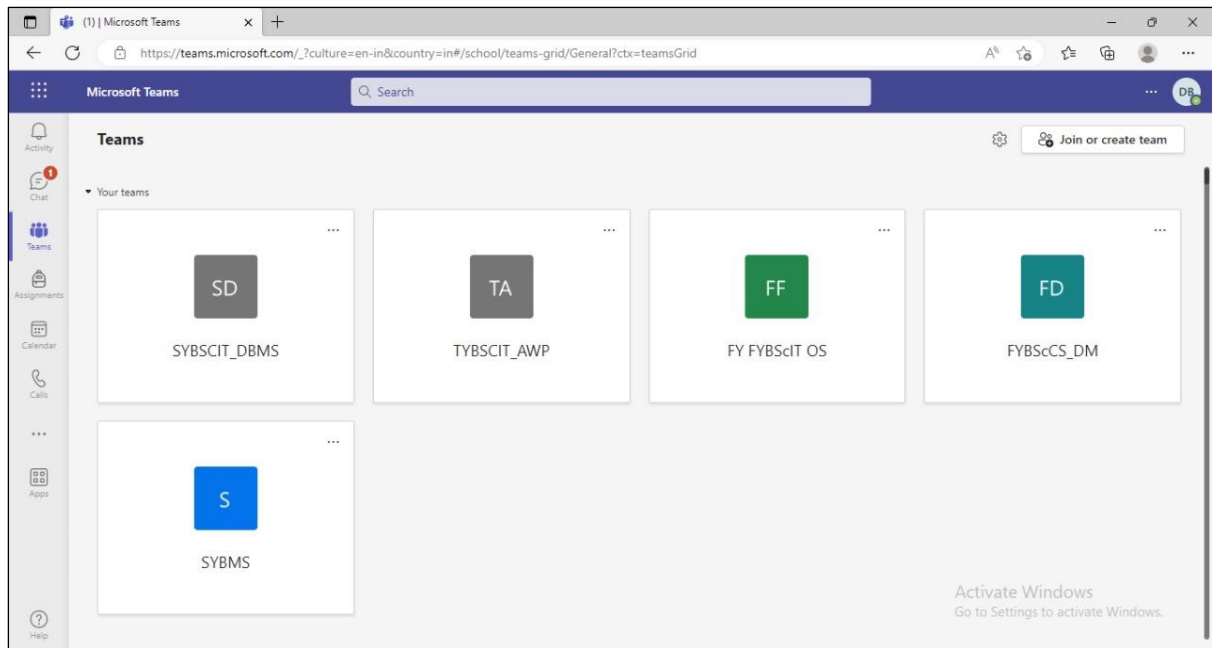 (1) | Microsoft Teams
https://teams.microsoft.com/_?culture=en-in&country=in#/school/teams-grid/General?ctx=teamsGrid
Microsoft Teams
Search
DB
Activity
Teams
Join or create team
1
Chat
Your teams
Teams
Assignments
Calendar
Calls
Apps
Help
SD
TA
FF
FD
SYBSCIT_DBMS
TYBSCIT_AWP
FY FYBScIT OS
FYBScCS_DM
S
SYBMS
Activate Windows
Go to Settings to activate Windows.